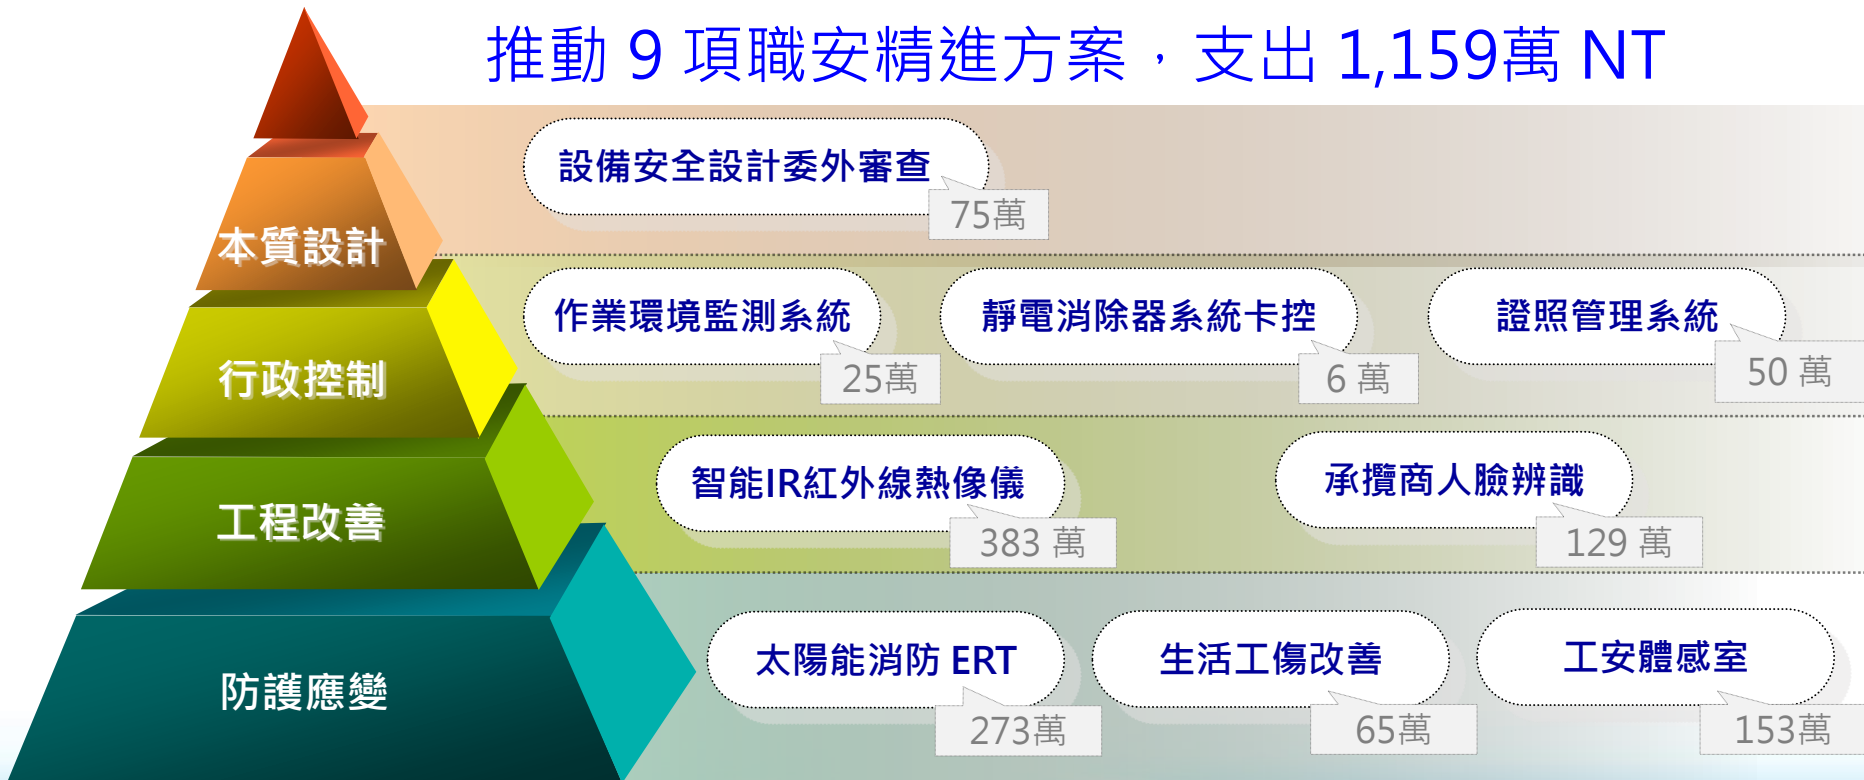 推動 9 項職安精進方案，支出 1,159萬 NT
設備安全設計委外審查
75萬
本質設計
作業環境監測系統
25萬
靜電消除器系統卡控
6 萬
證照管理系統
50 萬
行政控制
智能IR紅外線熱像儀
383 萬
承攬商人臉辨識
129 萬
工程改善
太陽能消防 ERT
273萬
生活工傷改善
65萬
工安體感室
153萬
防護應變